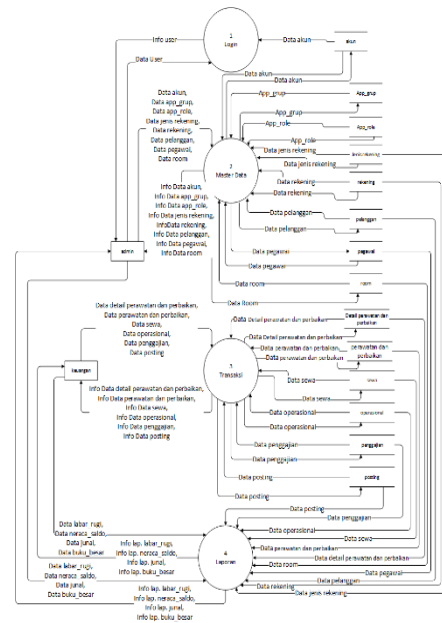 1
Login
Info user
Data User
akun
Data akun
Data akun
Data akun
Data akun,
Data app_grup,
Data app_role,
Data jenis rekening,
Data rekening,
Data pelanggan,
Data pegawai,
Data room
App_grup
App_grup
App_grup
App_role
App_role
App_role
Data jenis rekening
jenis rekening
Data jenis rekening
2
Master Data
Data rekening
rekening
Data rekening
Info Data akun,
Info Data app_grup,
Info Data app_role,
Info Data jenis rekening,
InfoData rekening,
Info Data pelanggan,
Info Data pegawai,
Info Data room
admin
Data pelanggan
pelanggan
Data pelanggan
Data pegawai
pegawai
Data pegawai
Data room
room
Data Room
Data detail perawatan dan perbaikan,
Data perawatan dan perbaikan,
Data sewa,
Data operasional,
Data penggajian,
Data posting
Data Detail perawatan dan perbaikan
Detail perawatan dan
perbaikan
Data Detail perawatan dan perbaikan
Data perawatan dan perbaikan
perawatan dan
perbaikan
Data perawatan dan perbaikan
3
Transaksi
keuangan
Data sewa
sewa
Data sewa
Info Data detail perawatan dan perbaikan,
Info Data perawatan dan perbaikan,
Info Data sewa,
Info Data operasional,
Info Data penggajian,
Info Data posting
Data operasional
operasional
Data operasional
Data penggajian
penggajian
Data penggajian
Data posting
posting
Data posting
Data posting
Data penggajian
Data operasional
Data sewa
Data perawatan dan perbaikan
Data detail perawatan dan perbaikan
Data room
Data pegawai
Data pelanggan
Data rekening
Data jenis rekening
Data labar_rugi,
Data neraca_saldo,
Data junal,
Data buku_besar
Info lap. labar_rugi,
Info lap. neraca_saldo,
Info lap. junal,
Info lap. buku_besar
4
Laporan
Data labar_rugi,
Data neraca_saldo,
Data junal,
Data buku_besar
Info lap. labar_rugi,
Info lap. neraca_saldo,
Info lap. junal,
Info lap. buku_besar